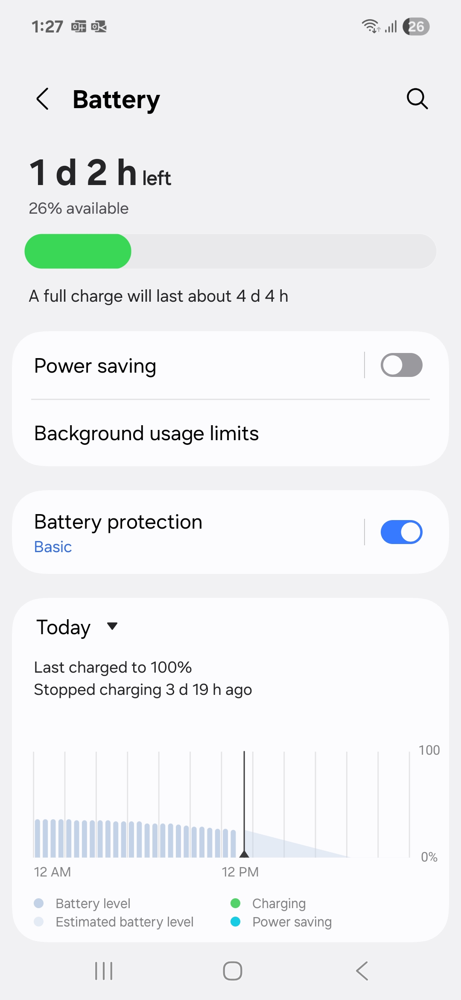 1:27
26
Battery
1 d 2 h left
26% available
A full charge will last about 4 d 4 h
Power saving
Background usage limits
Battery protection
Basic
Today
Last charged to 100%
Stopped charging 3 d 19 h ago
100
0%
12 AM 12 PM
Battery level Charging
Estimated battery level Power saving